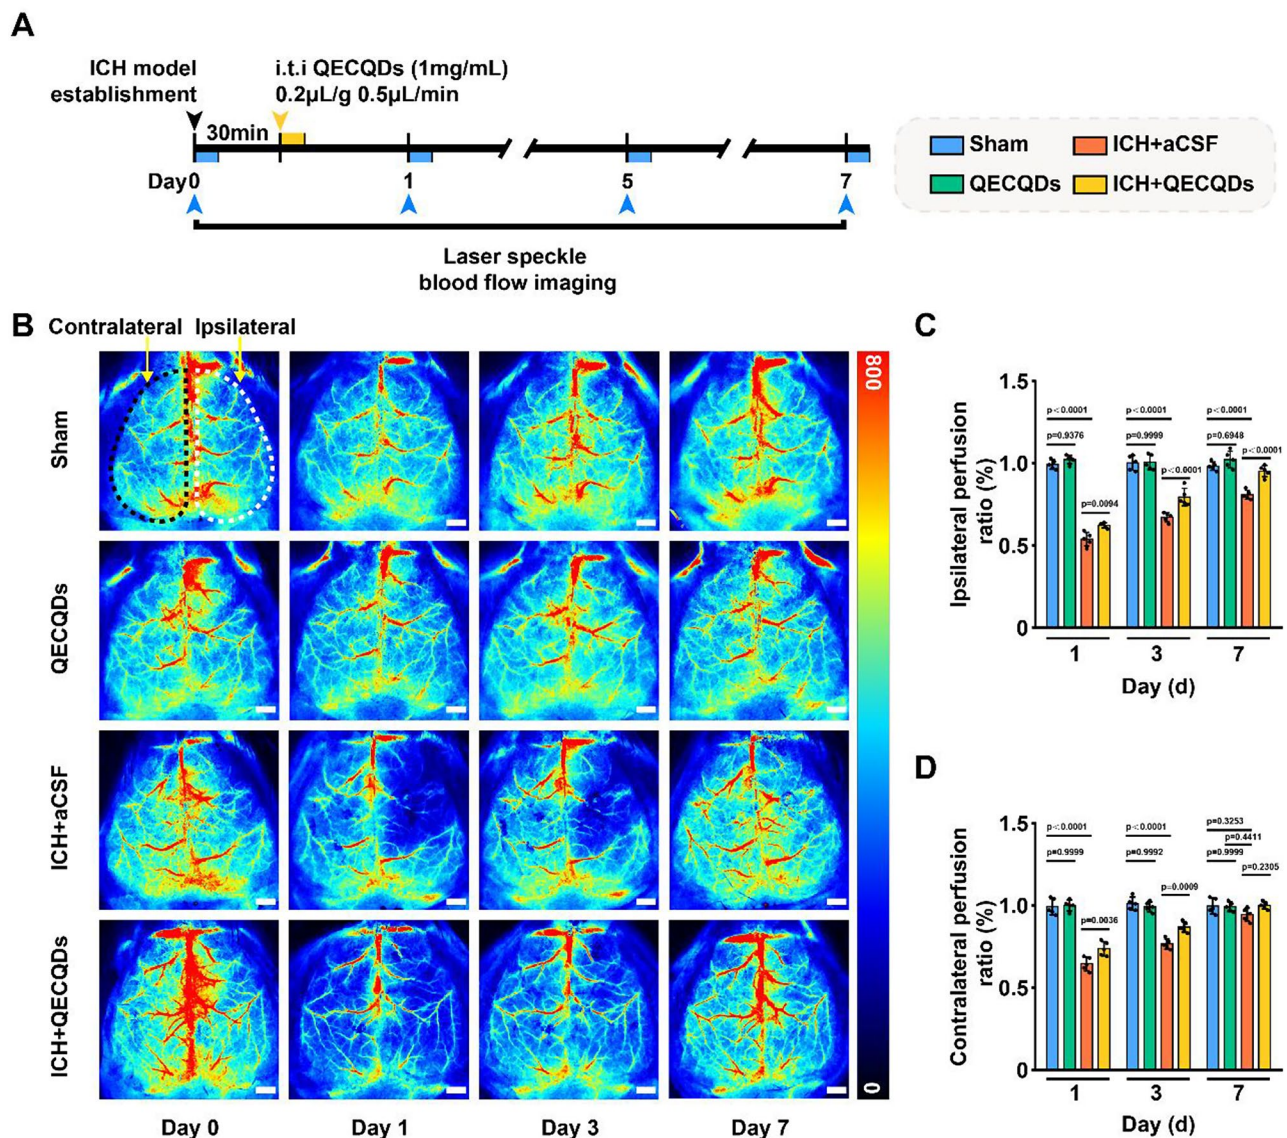 A
ICH model
establishment
i.t.i QECQDs (1mg/mL)
0.2μL/g 0.5μL/min
30min
Day 0 1 5 7
Laser speckle
blood flow imaging
Sham ICH+aCSF
QECQDs ICH+QECQDs
B
Contralateral Ipsilateral
Sham
QECQDs
ICH+aCSF
ICH+QECQDs
Day 0 Day 1 Day 3 Day 7
800
0
C
Ipsilateral perfusion
ratio (%)
1.5
1.0
0.5
0
p<0.0001 p<0.0001 p<0.0001
p=0.9376 p=0.9999 p=0.6948
p=0.0094 p<0.0001 p<0.0001
1 3 7
Day (d)
D
Contralateral perfusion
ratio (%)
1.5
1.0
0.5
0
p=0.3253
p<0.0001 p<0.0001 p=0.4411
p=0.9999 p=0.9992 p=0.9999
p=0.0036 p=0.0009 p=0.2305
1 3 7
Day (d)